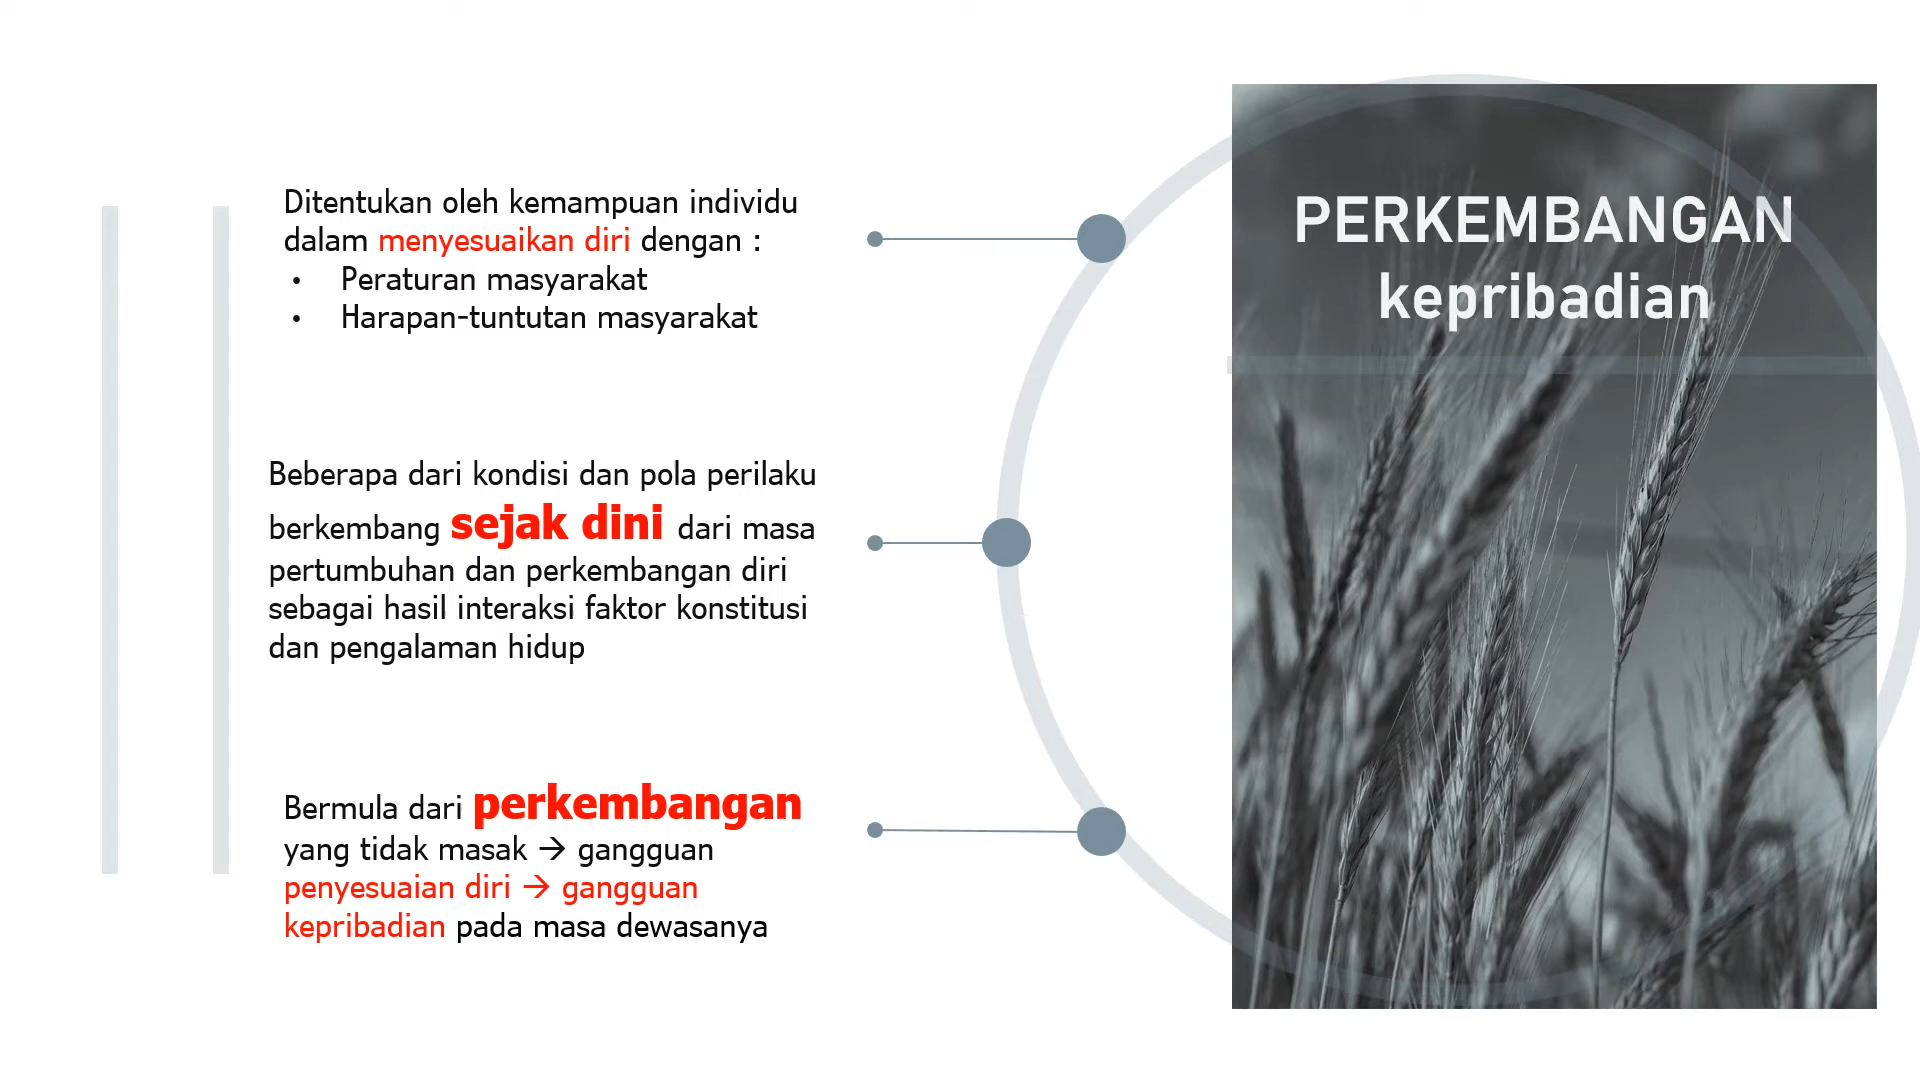 PERKEMBANGAN
kepribadian
Ditentukan oleh kemampuan individu
dalam menyesuaikan diri dengan :
• Peraturan masyarakat
• Harapan-tuntutan masyarakat
Beberapa dari kondisi dan pola perilaku
berkembang sejak dini dari masa
pertumbuhan dan perkembangan diri
sebagai hasil interaksi faktor konstitusi
dan pengalaman hidup
Bermula dari perkembangan
yang tidak masak → gangguan
penyesuaian diri → gangguan
kepribadian pada masa dewasanya